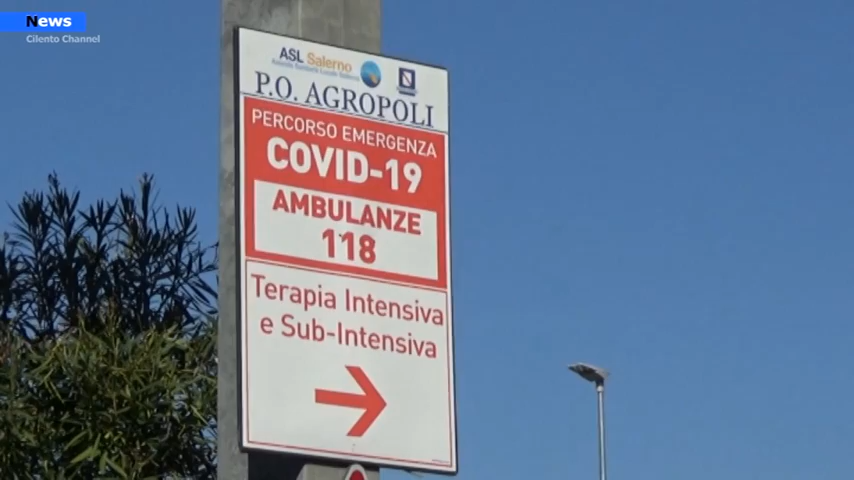 News
Cilento Channel
ASL Salerno
P.O. AGROPOLI
PERCORSO EMERGENZA
COVID-19
AMBULANZE
118
Terapia Intensiva
e Sub-Intensiva